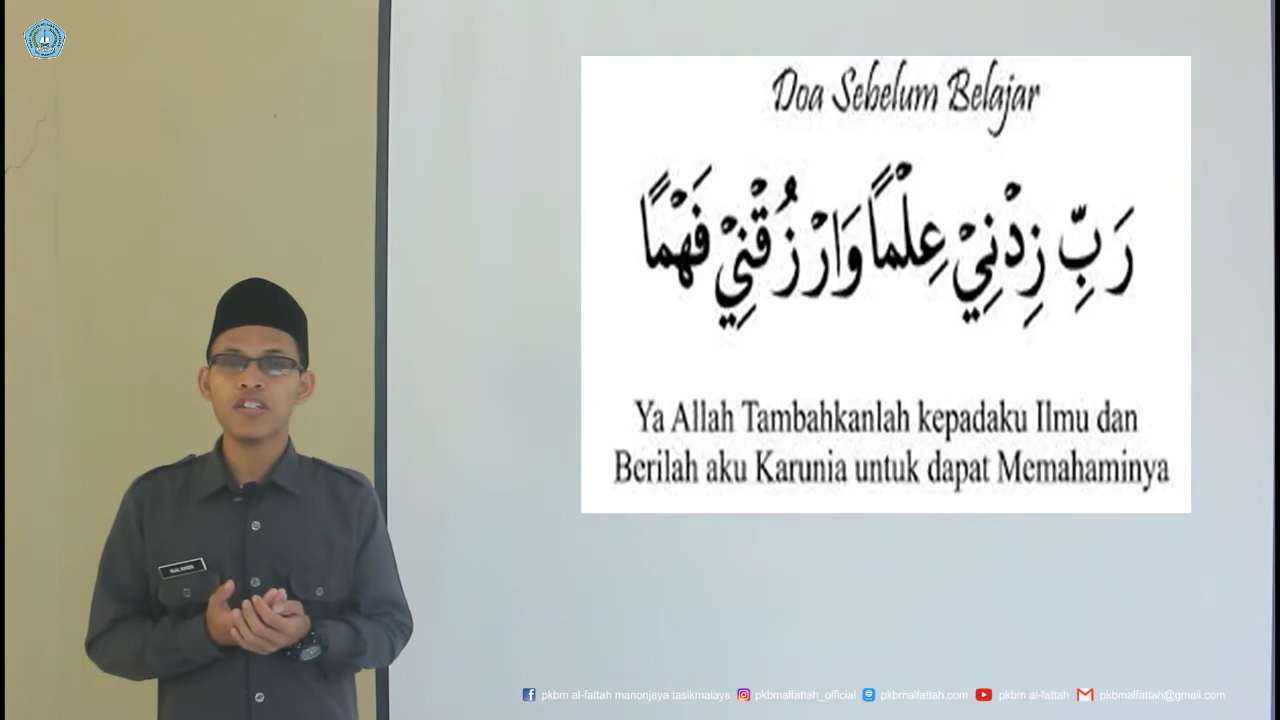 Doa Sebelum Belajar
رَبِّ زِدْنِيْ عِلْمًا وَارْزُقْنِيْ فَهْمًا
Ya Allah Tambahkanlah kepadaku Ilmu dan
Berilah aku Karunia untuk dapat Memahaminya
pkbm al-fattah manonjaya tasikmalaya pkbmalfattah_official pkbmalfattah.com pkbm al-fattah pkbmalfattah@gmail.com